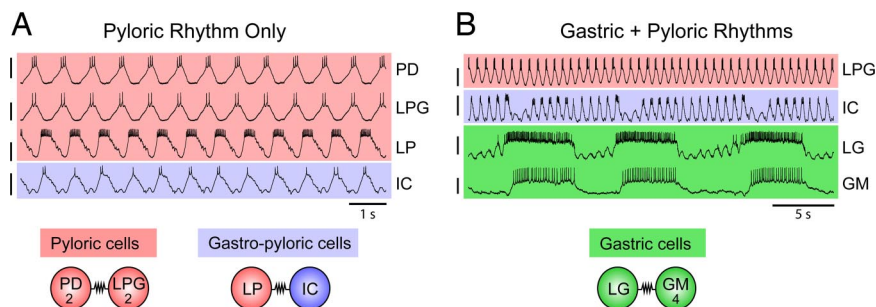 A
Pyloric Rhythm Only
PD
LPG
LP
IC
1 s
Pyloric cells
Gastro-pyloric cells
PD
2
LPG
2
LP
IC
B
Gastric + Pyloric Rhythms
LPG
IC
LG
GM
5 s
Gastric cells
LG
GM
4